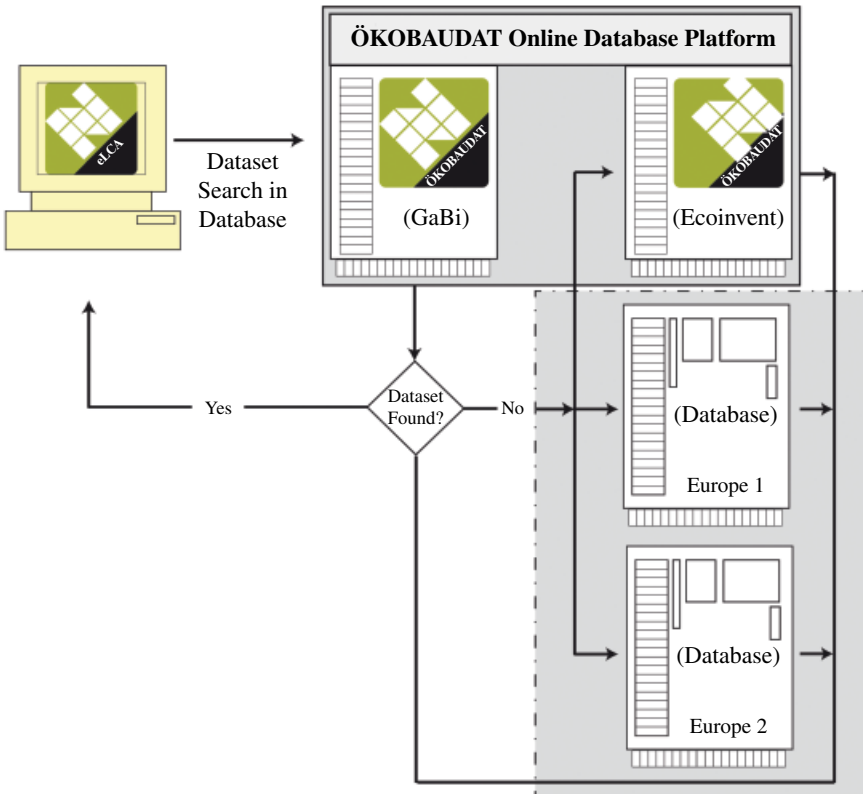 ÖKOBAUDAT Online Database Platform
eLCA
Dataset
Search in
Database
ÖKOBAUDAT
(GaBi)
ÖKOBAUDAT
(Ecoinvent)
Yes
Dataset
Found?
No
(Database)
Europe 1
(Database)
Europe 2